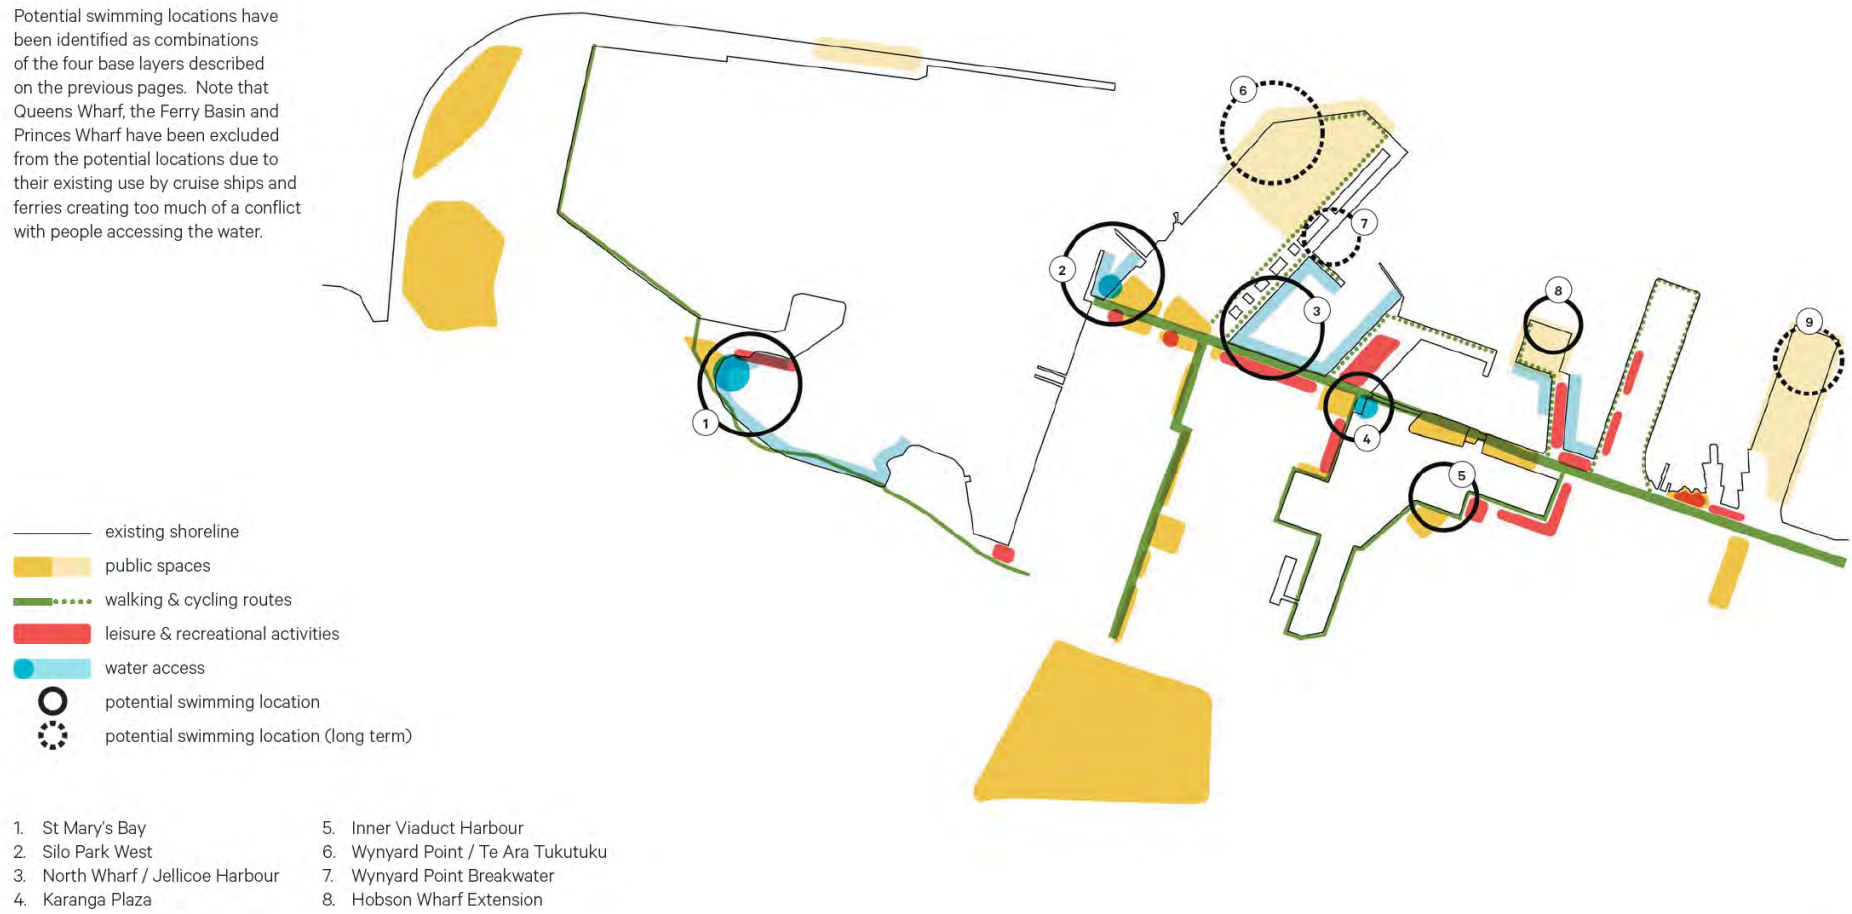 Potential swimming locations have
been identified as combinations
of the four base layers described
on the previous pages.  Note that
Queens Wharf, the Ferry Basin and
Princes Wharf have been excluded
from the potential locations due to
their existing use by cruise ships and
ferries creating too much of a conflict
with people accessing the water.
6
7
2
3
8
9
1
4
5
existing shoreline
public spaces
walking & cycling routes
leisure & recreational activities
water access
potential swimming location
potential swimming location (long term)
1. St Mary's Bay
2. Silo Park West
3. North Wharf / Jellicoe Harbour
4. Karanga Plaza
5. Inner Viaduct Harbour
6. Wynyard Point / Te Ara Tukutuku
7. Wynyard Point Breakwater
8. Hobson Wharf Extension